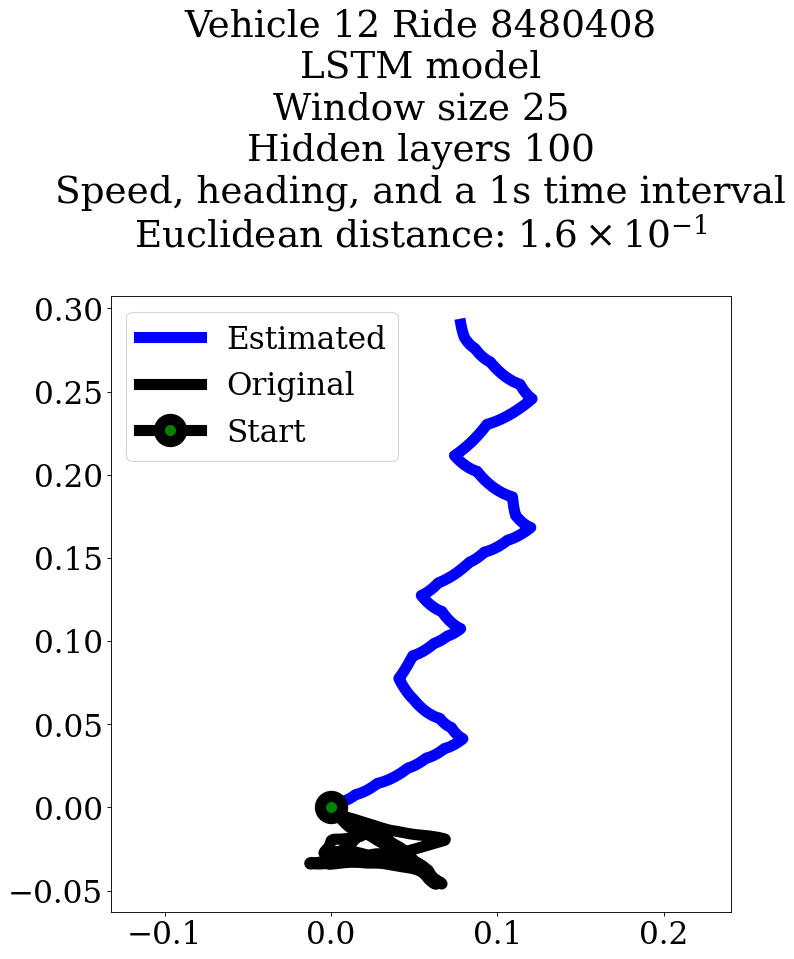 Vehicle 12 Ride 8480408
LSTM model
Window size 25
Hidden layers 100
Speed, heading, and a 1s time interval
Euclidean distance: 1.6 × 10⁻¹
0.30
0.25
0.20
0.15
0.10
0.05
0.00
−0.05
Estimated
Original
Start
−0.1
0.0
0.1
0.2